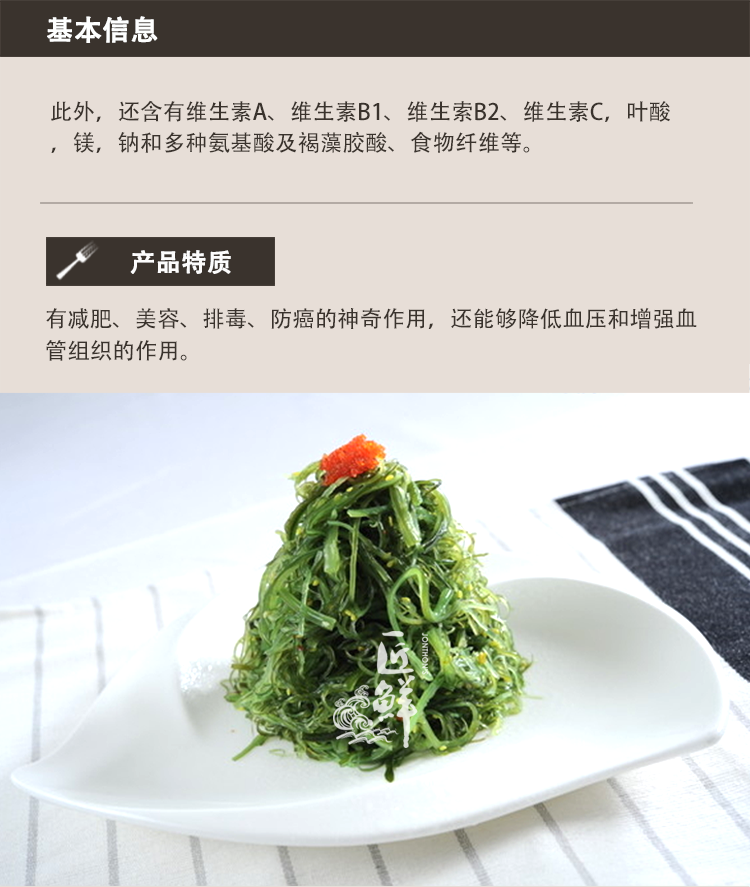 基本信息
此外，还含有维生素A、维生素B1、维生索B2、维生素C，叶酸
，镁，钠和多种氨基酸及褐藻胶酸、食物纤维等。
产品特质
有减肥、美容、排毒、防癌的神奇作用，还能够降低血压和增强血
管组织的作用。
匠鲜